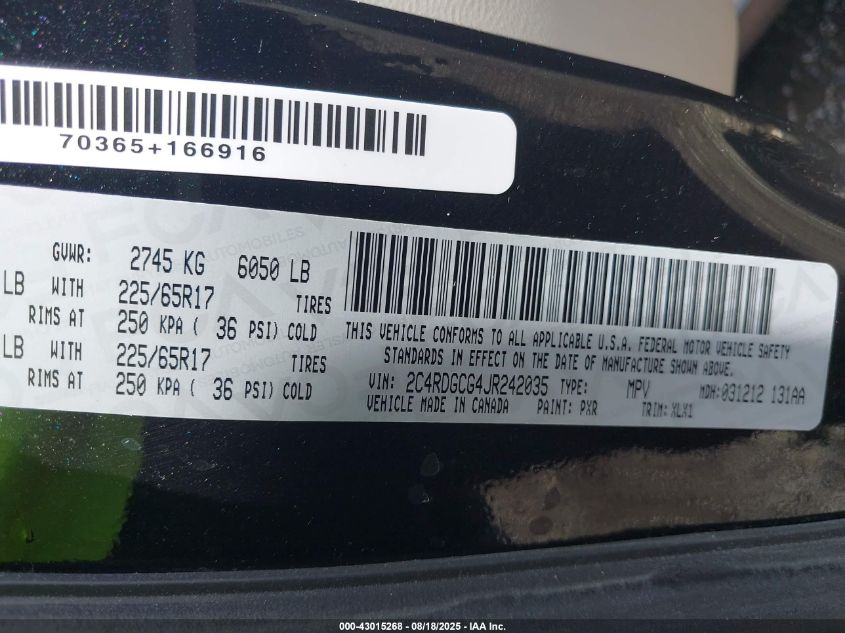 70365+166916
GVWR: 2745 KG 6050 LB
LB WITH 225/65R17 TIRES
RIMS AT 250 KPA ( 36 PSI) COLD
LB WITH 225/65R17 TIRES
RIMS AT 250 KPA ( 36 PSI) COLD
THIS VEHICLE CONFORMS TO ALL APPLICABLE U.S.A. FEDERAL MOTOR VEHICLE SAFETY
STANDARDS IN EFFECT ON THE DATE OF MANUFACTURE SHOWN ABOVE.
VIN: 2C4RDGCG4JR242035 TYPE: MPV MDH:031212 131AA
VEHICLE MADE IN CANADA PAINT: PXR TRIM: XLX1
000-43015268 - 08/18/2025 - IAA Inc.